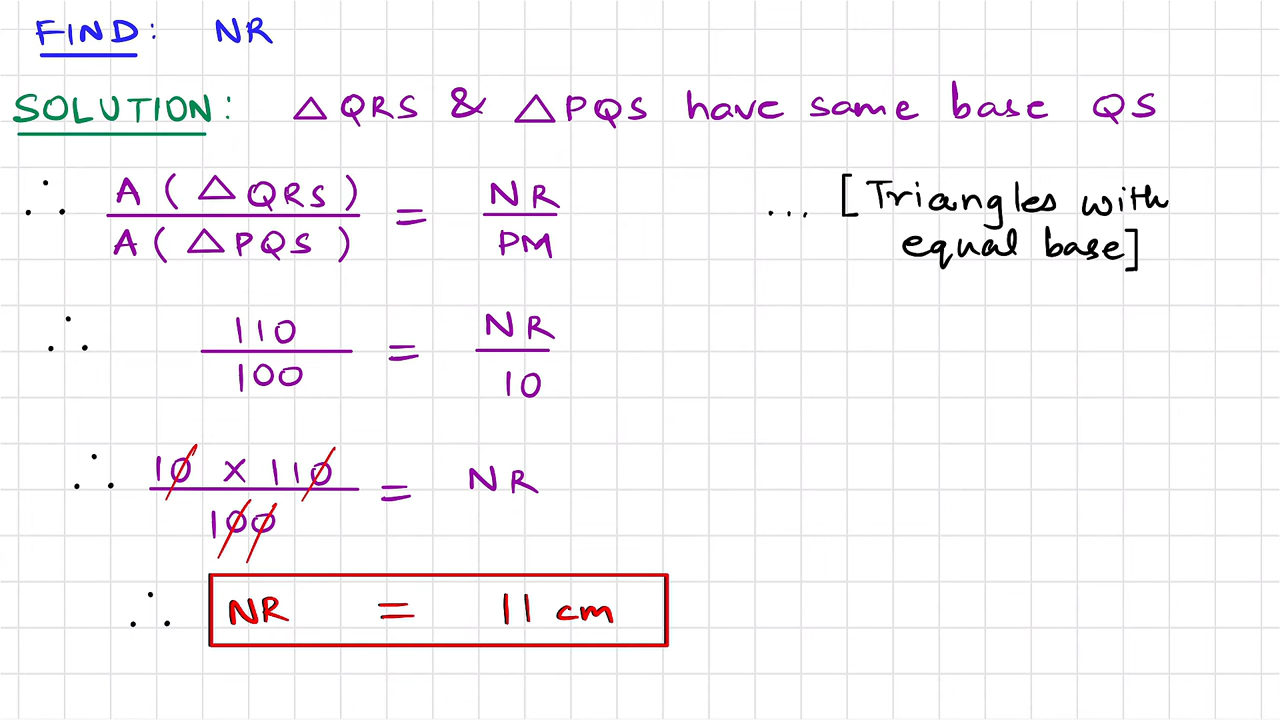 FIND: NR
SOLUTION: △QRS & △PQS have same base QS
∴ A(△QRS) / A(△PQS) = NR / PM ... [Triangles with
equal base]
∴ 110 / 100 = NR / 10
∴ 10 x 110 / 100 = NR
∴ NR = 11 cm